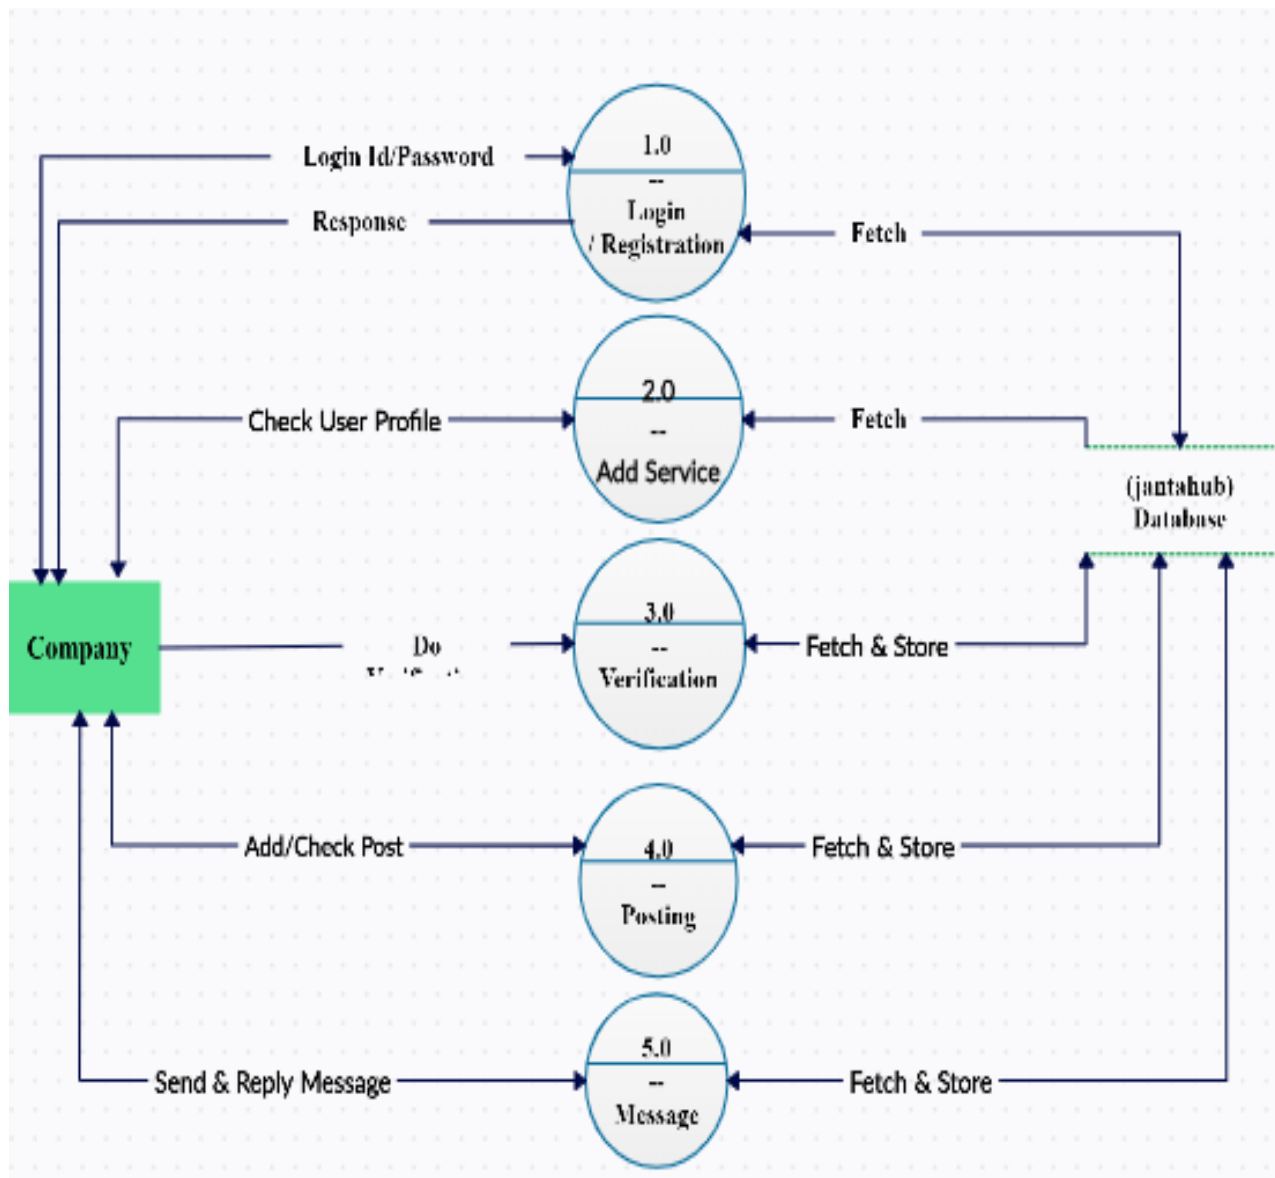 1.0
Login Id/Password
--
Login
/ Registration
Response
Fetch
2.0
Check User Profile
Fetch
--
Add Service
(jantahub)
Database
3.0
Company
Do
--
Verification
Fetch & Store
4.0
Add/Check Post
Fetch & Store
--
Posting
5.0
Send & Reply Message
--
Fetch & Store
Message